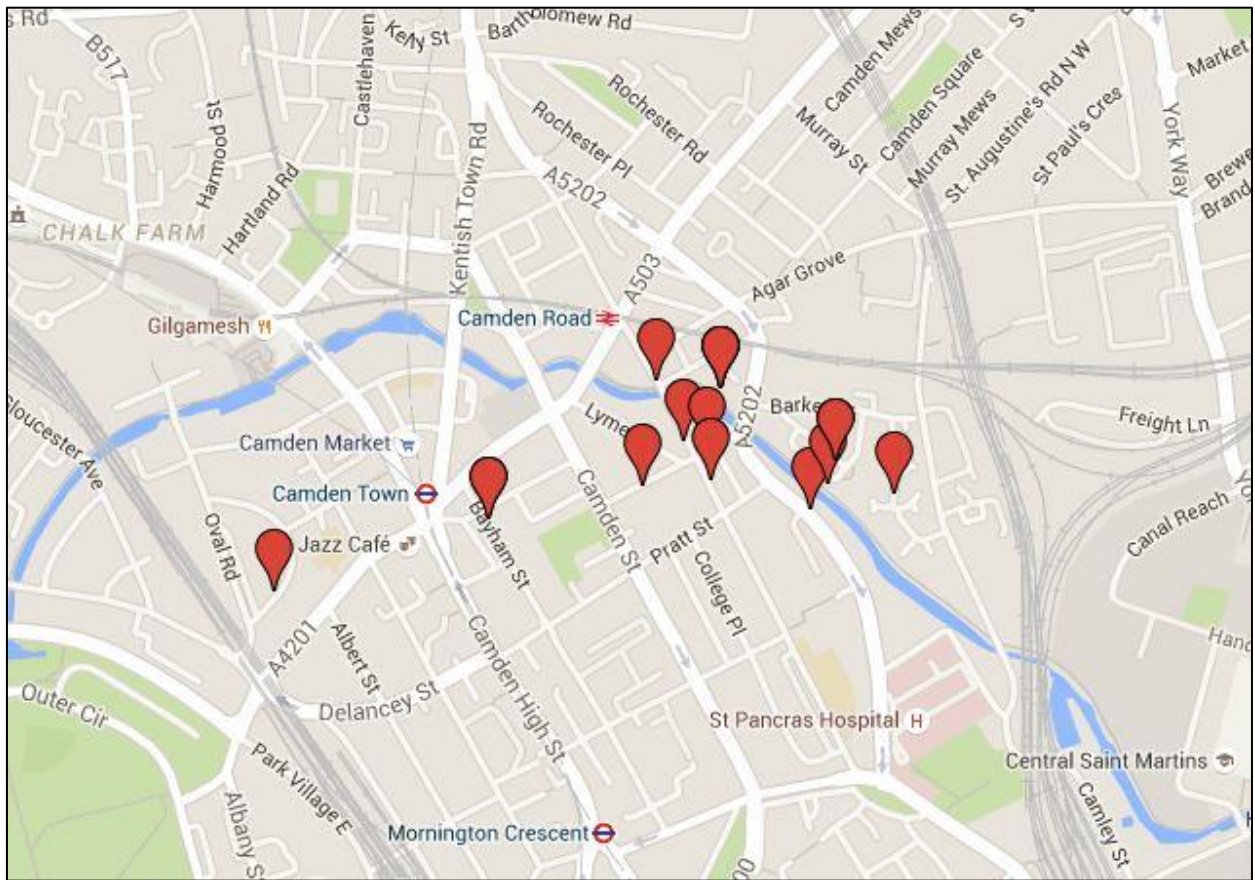 s Rd
Kelly St
Bartholomew Rd
B517
Castlehaven
Camden Mews
S
Market
Harmood St
Rochester Rd
Camden Square
St. Augustine's Rd N W
York Way
Rochester Pl
Murray St
Murray Mews
St Paul's Cres
Hartland Rd
A5202
Brewe
Brand
CHALK FARM
Kentish Town Rd
A503
Agar Grove
Gilgamesh
Camden Road
Gloucester Ave
Lyme
A5202
Barke
Freight Ln
Camden Market
Camden Town
Yo
Oval Rd
Jazz Café
Bayham St
Camden St
Pratt St
College Pl
Canal Reach
A4201
Albert St
Camden High St
Hand
Outer Cir
Delancey St
St Pancras Hospital
Park Village E
Central Saint Martins
Albany S
Mornington Crescent
Camley St
H
00